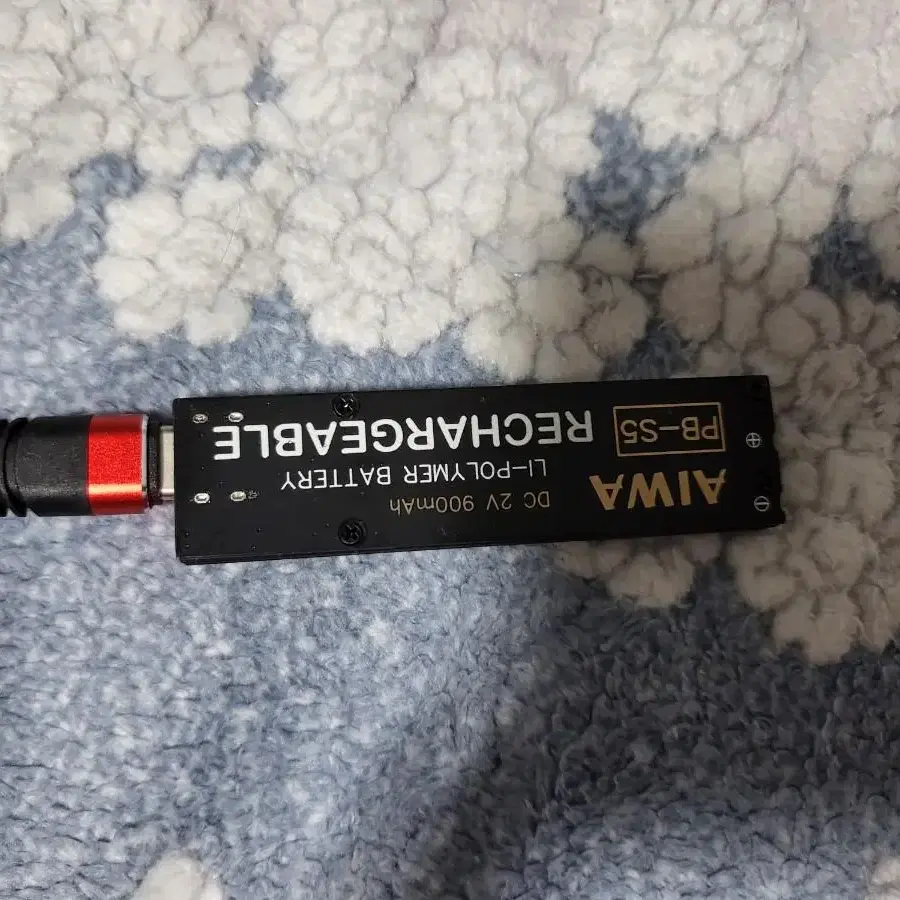 AIWA PB-S5
DC 2V 900mAh
LI-POLYMER BATTERY
RECHARGEABLE